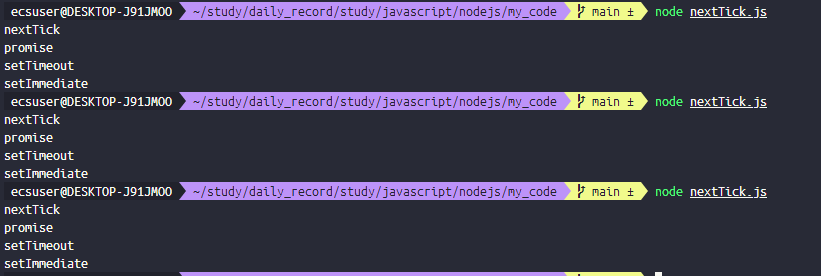 ecsuser@DESKTOP-J91JMOO ~/study/daily_record/study/javascript/nodejs/my_code main ± node nextTick.js
nextTick
promise
setTimeout
setImmediate
ecsuser@DESKTOP-J91JMOO ~/study/daily_record/study/javascript/nodejs/my_code main ± node nextTick.js
nextTick
promise
setTimeout
setImmediate
ecsuser@DESKTOP-J91JMOO ~/study/daily_record/study/javascript/nodejs/my_code main ± node nextTick.js
nextTick
promise
setTimeout
setImmediate